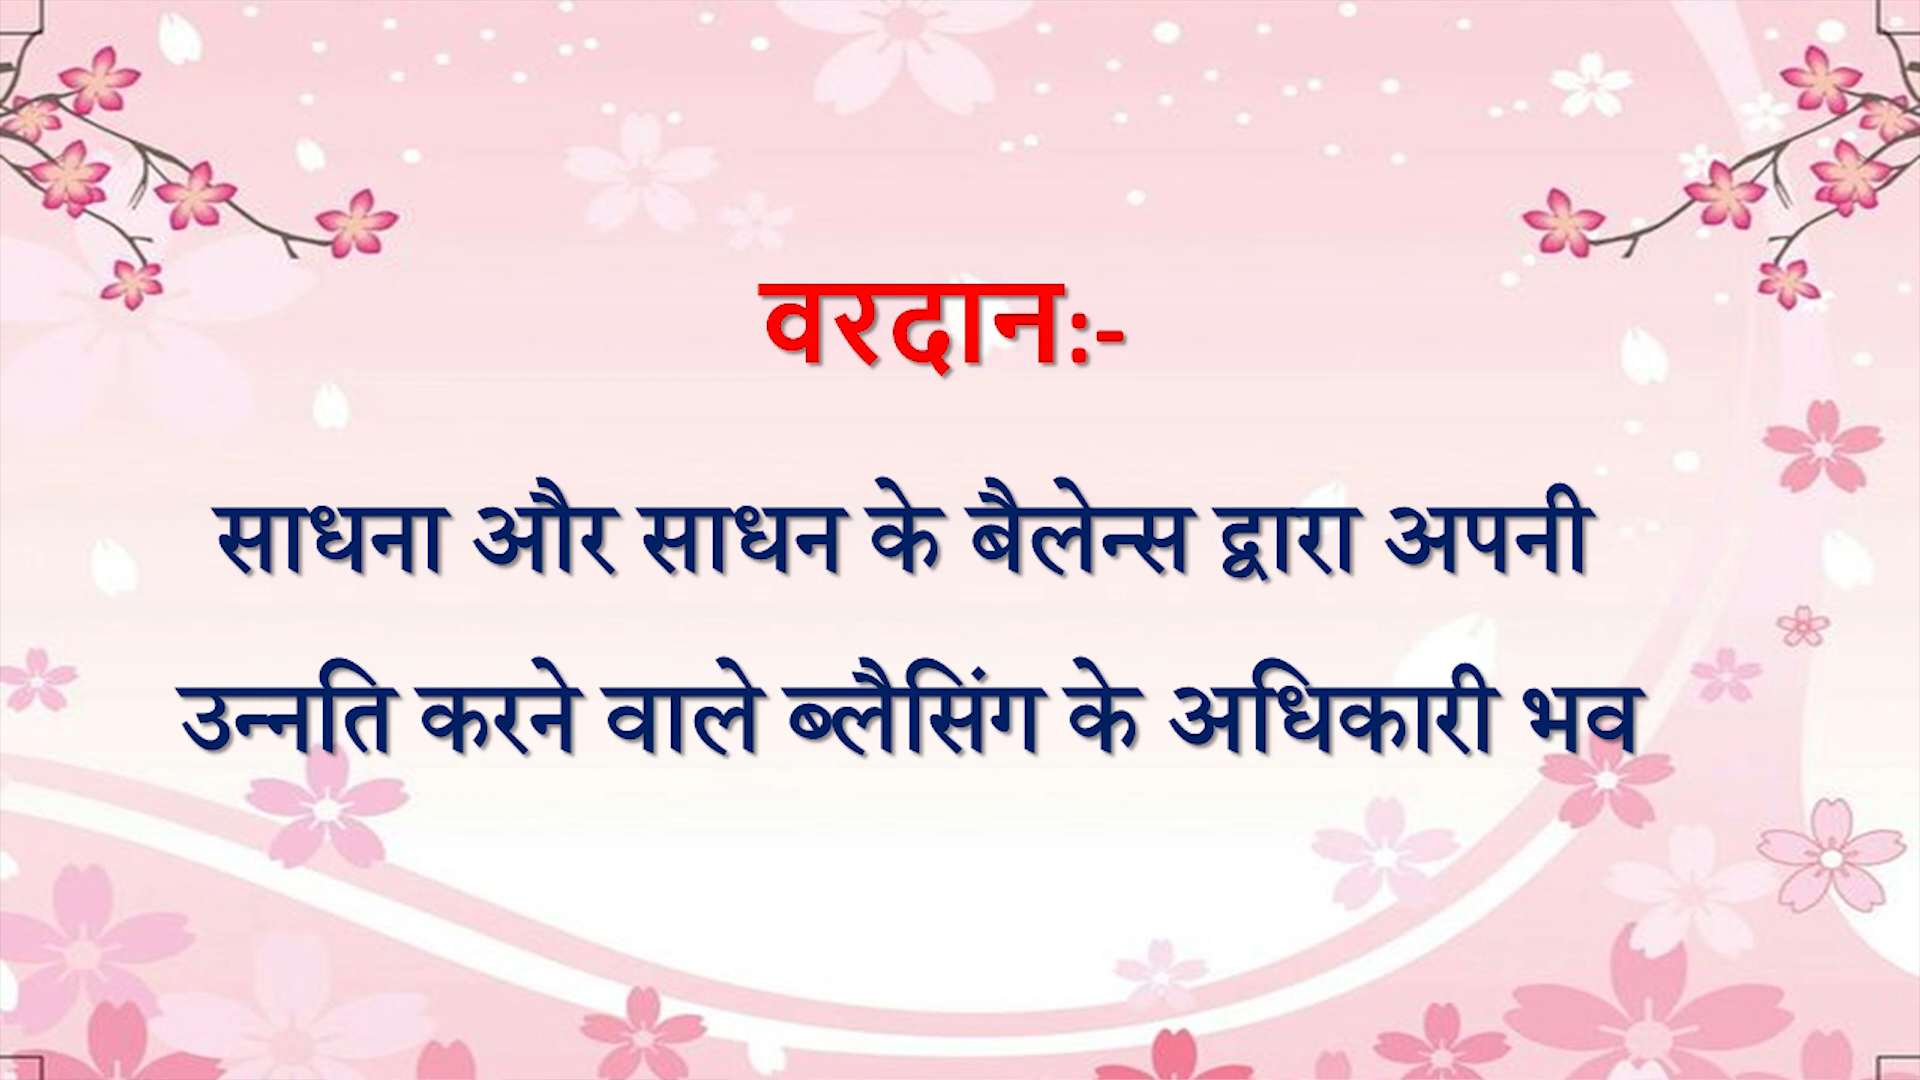 वरदान:-
साधना और साधन के बैलेन्स द्वारा अपनी
उन्नति करने वाले ब्लैसिंग के अधिकारी भव